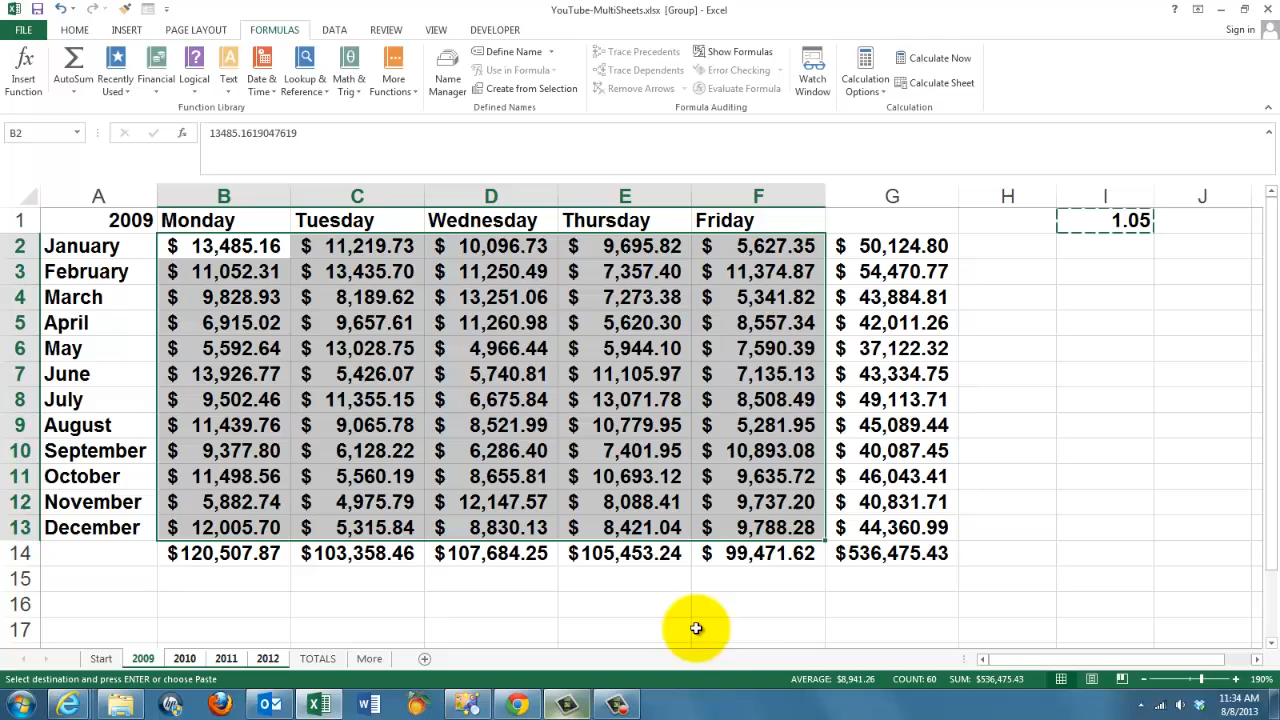 YouTube-MultiSheets.xlsx [Group] - Excel
FILE HOME INSERT PAGE LAYOUT FORMULAS DATA REVIEW VIEW DEVELOPER Sign in
Insert Function
AutoSum
Recently Used
Financial
Logical
Text
Date & Time
Lookup & Reference
Math & Trig
More Functions
Function Library
Name Manager
Define Name
Use in Formula
Create from Selection
Defined Names
Trace Precedents
Trace Dependents
Remove Arrows
Show Formulas
Error Checking
Evaluate Formula
Formula Auditing
Watch Window
Calculation Options
Calculate Now
Calculate Sheet
Calculation
B2 fx 13485.1619047619
A B C D E F G H I J
1 2009 Monday Tuesday Wednesday Thursday Friday 1.05
2 January $ 13,485.16 $ 11,219.73 $ 10,096.73 $ 9,695.82 $ 5,627.35 $ 50,124.80
3 February $ 11,052.31 $ 13,435.70 $ 11,250.49 $ 7,357.40 $ 11,374.87 $ 54,470.77
4 March $ 9,828.93 $ 8,189.62 $ 13,251.06 $ 7,273.38 $ 5,341.82 $ 43,884.81
5 April $ 6,915.02 $ 9,657.61 $ 11,260.98 $ 5,620.30 $ 8,557.34 $ 42,011.26
6 May $ 5,592.64 $ 13,028.75 $ 4,966.44 $ 5,944.10 $ 7,590.39 $ 37,122.32
7 June $ 13,926.77 $ 5,426.07 $ 5,740.81 $ 11,105.97 $ 7,135.13 $ 43,334.75
8 July $ 9,502.46 $ 11,355.15 $ 6,675.84 $ 13,071.78 $ 8,508.49 $ 49,113.71
9 August $ 11,439.76 $ 9,065.78 $ 8,521.99 $ 10,779.95 $ 5,281.95 $ 45,089.44
10 September $ 9,377.80 $ 6,128.22 $ 6,286.40 $ 7,401.95 $ 10,893.08 $ 40,087.45
11 October $ 11,498.56 $ 5,560.19 $ 8,655.81 $ 10,693.12 $ 9,635.72 $ 46,043.41
12 November $ 5,882.74 $ 4,975.79 $ 12,147.57 $ 8,088.41 $ 9,737.20 $ 40,831.71
13 December $ 12,005.70 $ 5,315.84 $ 8,830.13 $ 8,421.04 $ 9,788.28 $ 44,360.99
14 $120,507.87 $103,358.46 $107,684.25 $105,453.24 $ 99,471.62 $536,475.43
15
16
17
Start 2009 2010 2011 2012 TOTALS More
Select destination and press ENTER or choose Paste AVERAGE: $8,941.26 COUNT: 60 SUM: $536,475.43 190%
11:34 AM
8/8/2013